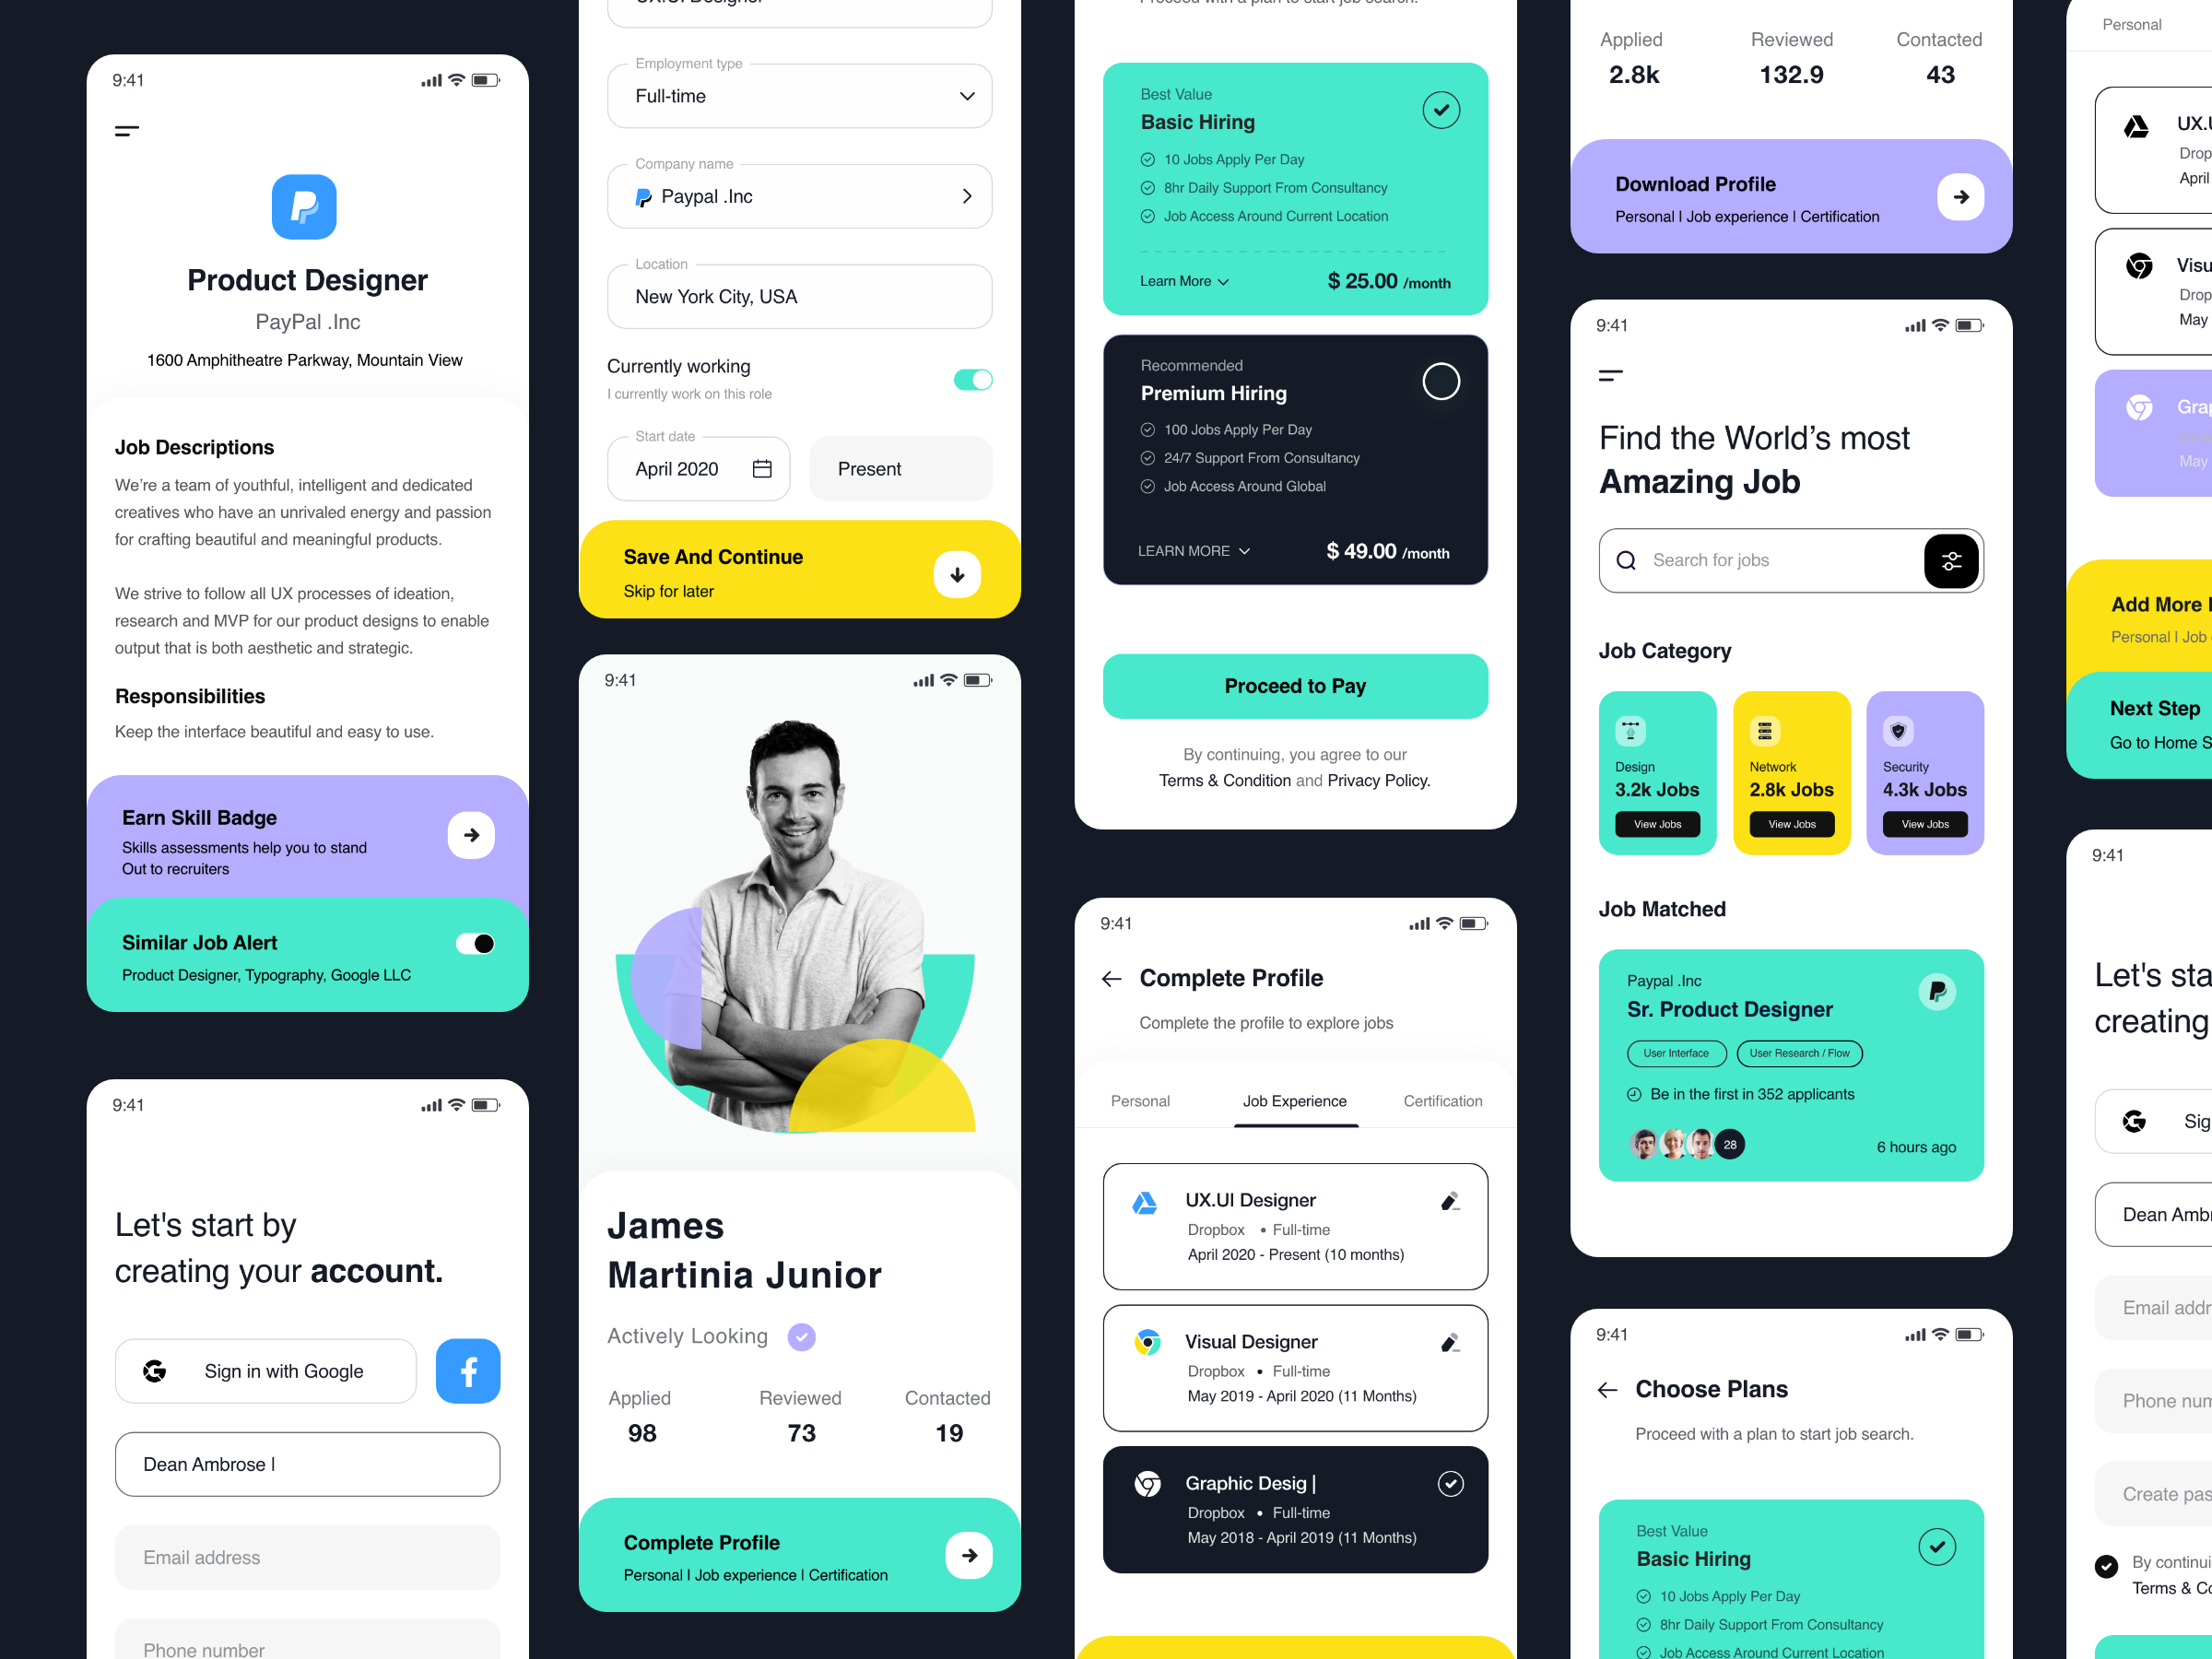 9:41
Product Designer
PayPal .Inc
1600 Amphitheatre Parkway, Mountain View
Job Descriptions
We're a team of youthful, intelligent and dedicated
creatives who have an unrivaled energy and passion
for crafting beautiful and meaningful products.
We strive to follow all UX processes of ideation,
research and MVP for our product designs to enable
output that is both aesthetic and strategic.
Responsibilities
Keep the interface beautiful and easy to use.
Earn Skill Badge
Skills assessments help you to stand
Out to recruiters
Similar Job Alert
Product Designer, Typography, Google LLC
9:41
Let's start by
creating your account.
Sign in with Google
Dean Ambrose |
Email address
Phone number
UX.UI Designer
Employment type
Full-time
Company name
Paypal .Inc
Location
New York City, USA
Currently working
I currently work on this role
Start date
April 2020
Present
Save And Continue
Skip for later
9:41
James
Martinia Junior
Actively Looking
Applied Reviewed Contacted
98 73 19
Complete Profile
Personal | Job experience | Certification
Proceed with a plan to start job search.
Best Value
Basic Hiring
10 Jobs Apply Per Day
8hr Daily Support From Consultancy
Job Access Around Current Location
Learn More $ 25.00 /month
Recommended
Premium Hiring
100 Jobs Apply Per Day
24/7 Support From Consultancy
Job Access Around Global
LEARN MORE $ 49.00 /month
Proceed to Pay
By continuing, you agree to our
Terms & Condition and Privacy Policy.
9:41
Complete Profile
Complete the profile to explore jobs
Personal Job Experience Certification
UX.UI Designer
Dropbox • Full-time
April 2020 - Present (10 months)
Visual Designer
Dropbox • Full-time
May 2019 - April 2020 (11 Months)
Graphic Desig |
Dropbox • Full-time
May 2018 - April 2019 (11 Months)
Applied Reviewed Contacted
2.8k 132.9 43
Download Profile
Personal | Job experience | Certification
9:41
Find the World's most
Amazing Job
Search for jobs
Job Category
Design
3.2k Jobs
View Jobs
Network
2.8k Jobs
View Jobs
Security
4.3k Jobs
View Jobs
Job Matched
Paypal .Inc
Sr. Product Designer
User Interface User Research / Flow
Be in the first in 352 applicants
28 6 hours ago
9:41
Choose Plans
Proceed with a plan to start job search.
Best Value
Basic Hiring
10 Jobs Apply Per Day
8hr Daily Support From Consultancy
Job Access Around Current Location
Personal
UX.U
Drop
April
Visu
Drop
May
Grap
May
Add More
Personal | Job
Next Step
Go to Home S
9:41
Let's sta
creating
Sig
Dean Ambr
Email addr
Phone num
Create pas
By continui
Terms & Co